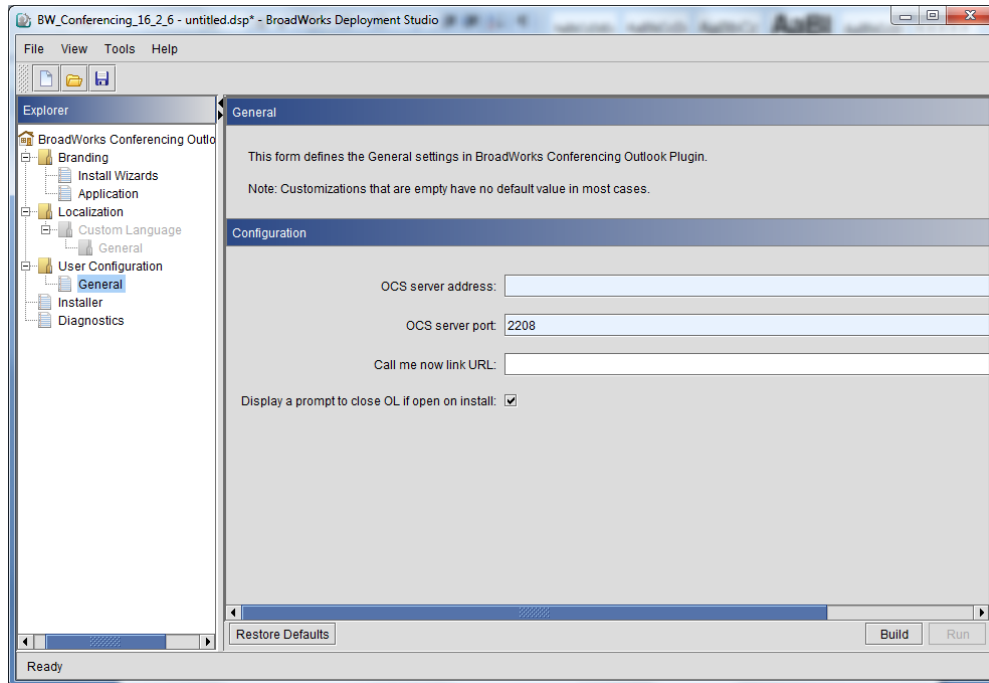 BW_Conferencing_16_2_6 - untitled.dsp* - BroadWorks Deployment Studio
AaBl
File View Tools Help
Explorer
General
BroadWorks Conferencing Outlo
Branding
Install Wizards
Application
Localization
Custom Language
General
User Configuration
General
Installer
Diagnostics
This form defines the General settings in BroadWorks Conferencing Outlook Plugin.
Note: Customizations that are empty have no default value in most cases.
Configuration
OCS server address:
OCS server port: 2208
Call me now link URL:
Display a prompt to close OL if open on install:
Restore Defaults
Build
Run
Ready